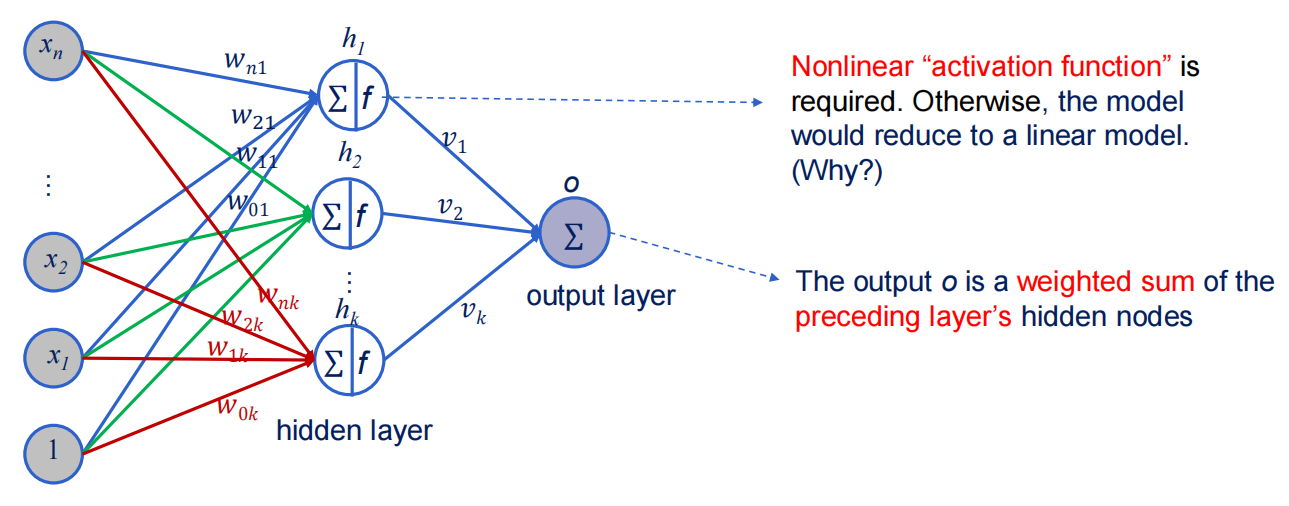 xn
wn1
h1
Σ f
w21
w11
h2
v1
⋮
w01
Σ f
v2
o
Σ
x2
⋮
wnk
hk
output layer
w2k
vk
x1
w1k
Σ f
w0k
hidden layer
1
Nonlinear “activation function” is
required. Otherwise, the model
would reduce to a linear model.
(Why?)
The output o is a weighted sum of the
preceding layer’s hidden nodes